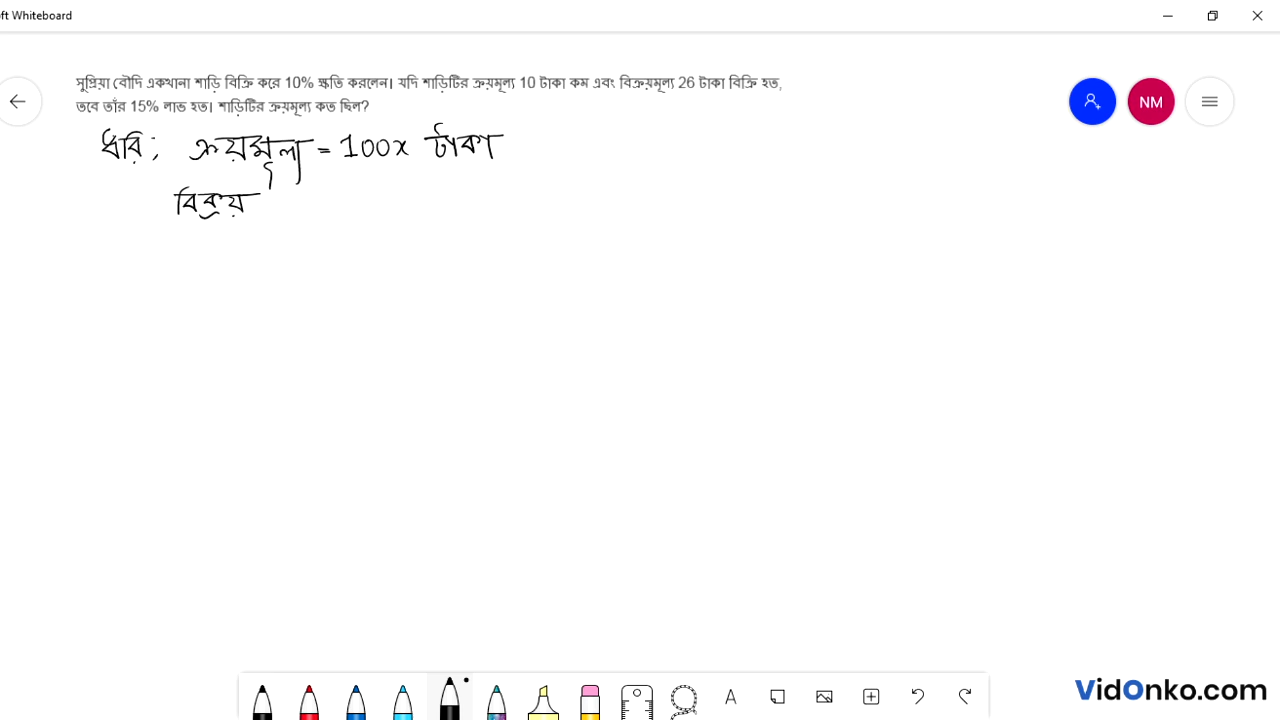 ft Whiteboard
সুপ্রিয়া বৌদি একখানা শাড়ি বিক্রি করে 10% ক্ষতি করলেন। যদি শাড়িটির ক্রয়মূল্য 10 টাকা কম এবং বিক্রয়মূল্য 26 টাকা বিক্রি হত,
তবে তাঁর 15% লাভ হত। শাড়িটির ক্রয়মূল্য কত ছিল?
NM
ধরি; ক্রয়মূল্য = 100x টাকা
বিক্রয়
A
VidOnko.com